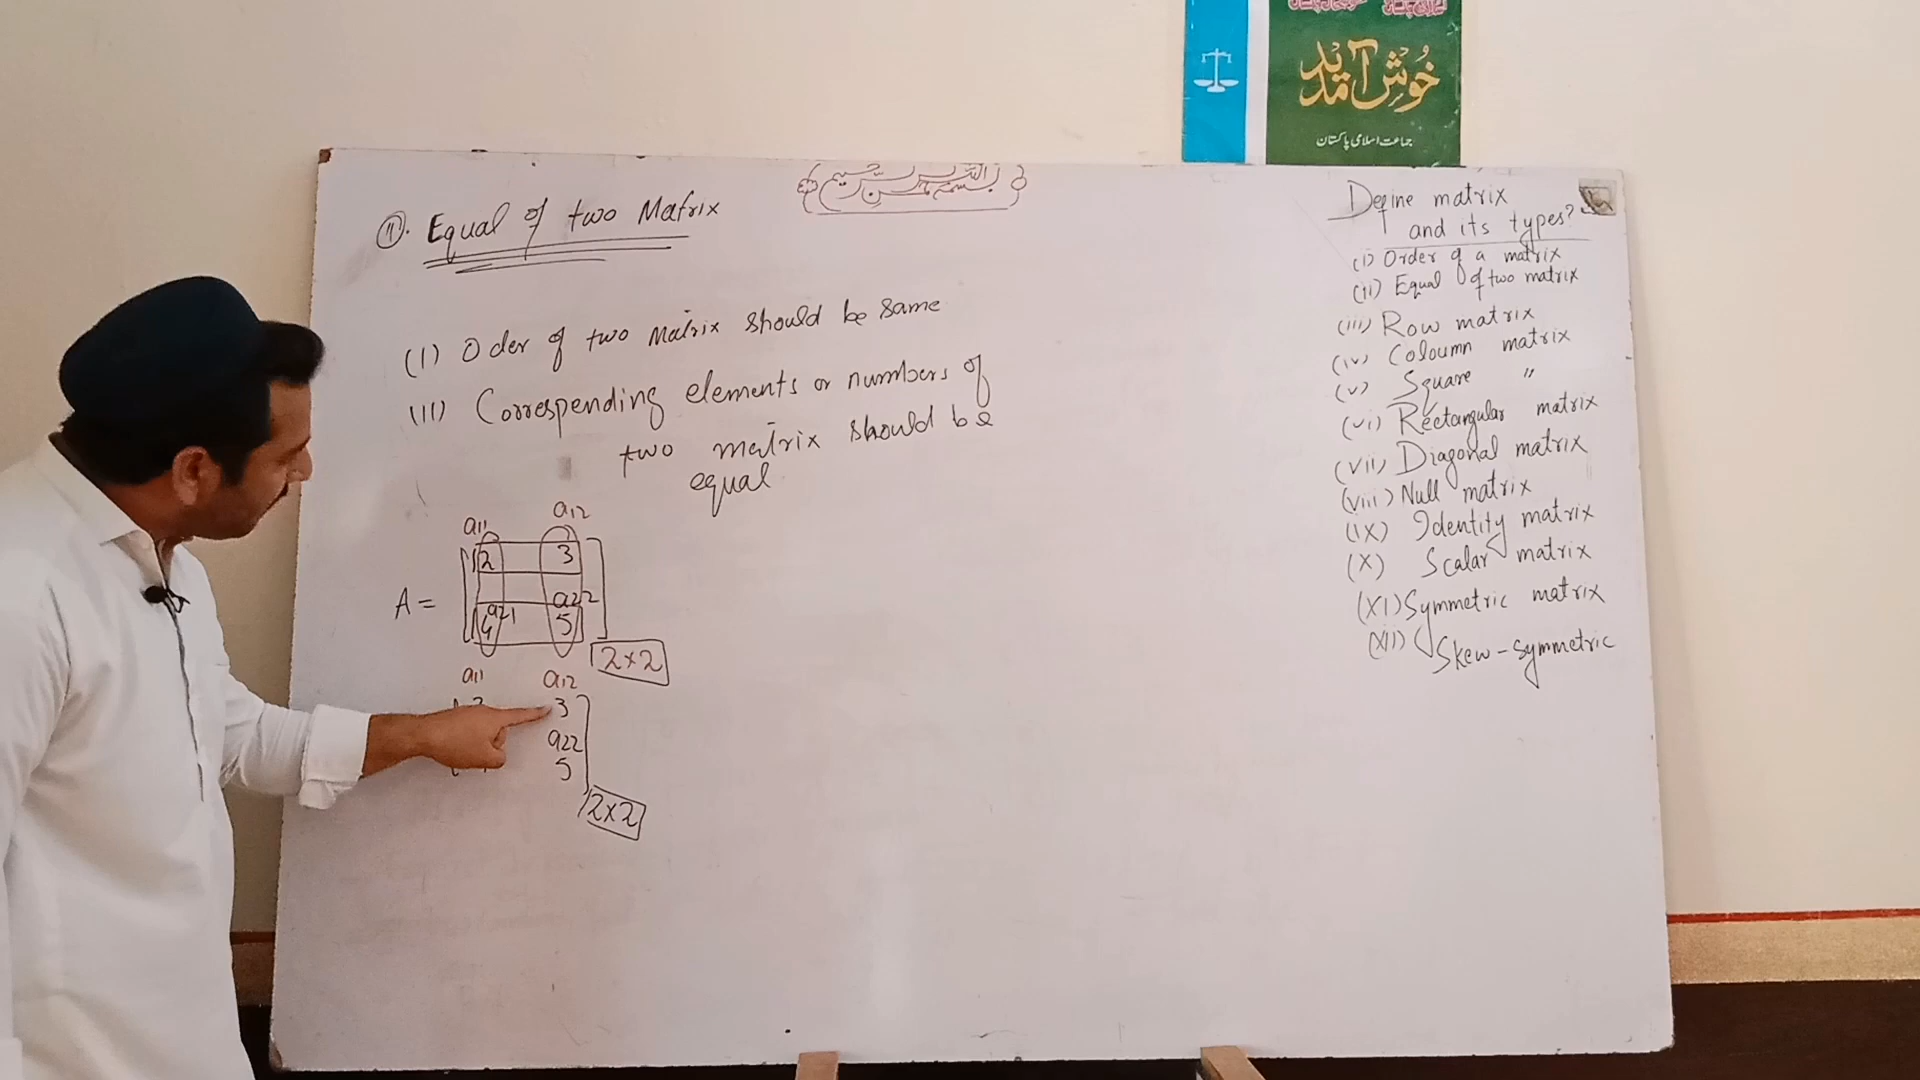 خوش آمدید
جماعت اسلامی پاکستان
(II). Equal of two Matrix
(I) Oder of two Matrix should be same
(II) Correspending elements or numbers of
two metrix should be
equal
a11 a12
2 3
A =
a21 a22
4 5
2×2
a11 a12
3
a22
5
2×2
Define matrix
and its types?
(i) Order of a matrix
(ii) Equal of two matrix
(iii) Row matrix
(iv) Coloumn matrix
(v) Square "
(vi) Rectangular matrix
(vii) Diagonal matrix
(viii) Null matrix
(ix) Identity matrix
(x) Scalar matrix
(xi) Symmetric matrix
(xii) Skew-symmetric